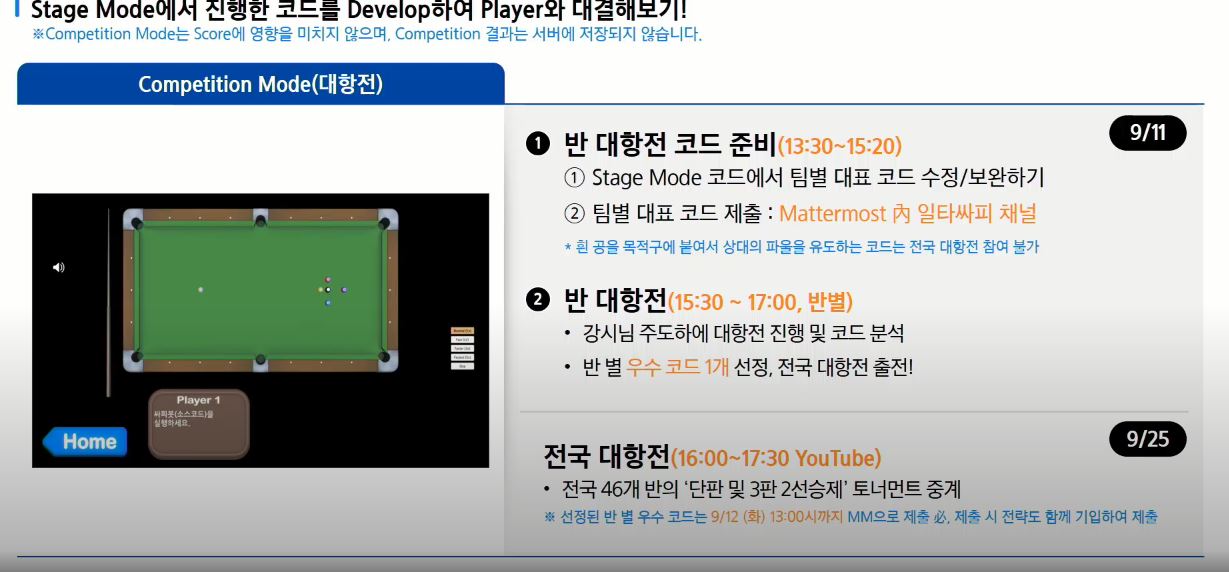 Stage Mode에서 진행한 코드를 Develop하여 Player와 대결해보기!
※Competition Mode는 Score에 영향을 미치지 않으며, Competition 결과는 서버에 저장되지 않습니다.
Competition Mode(대항전)
Player 1
싸피봇(소스코드)을
실행하세요.
Home
9/11
❶ 반 대항전 코드 준비(13:30~15:20)
① Stage Mode 코드에서 팀별 대표 코드 수정/보완하기
② 팀별 대표 코드 제출 : Mattermost 內 일타싸피 채널
* 흰 공을 목적구에 붙여서 상대의 파울을 유도하는 코드는 전국 대항전 참여 불가
❷ 반 대항전(15:30 ~ 17:00, 반별)
• 강사님 주도하에 대항전 진행 및 코드 분석
• 반 별 우수 코드 1개 선정, 전국 대항전 출전!
9/25
전국 대항전(16:00~17:30 YouTube)
• 전국 46개 반의 ‘단판 및 3판 2선승제’ 토너먼트 중계
※ 선정된 반 별 우수 코드는 9/12 (화) 13:00시까지 MM으로 제출 必, 제출 시 전략도 함께 기입하여 제출